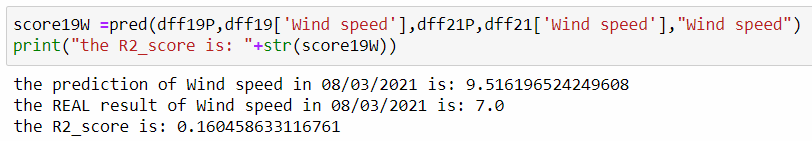 score19W =pred(dff19P,dff19['Wind speed'],dff21P,dff21['Wind speed'],"Wind speed")
print("the R2_score is: "+str(score19W))
the prediction of Wind speed in 08/03/2021 is: 9.516196524249608
the REAL result of Wind speed in 08/03/2021 is: 7.0
the R2_score is: 0.160458633116761